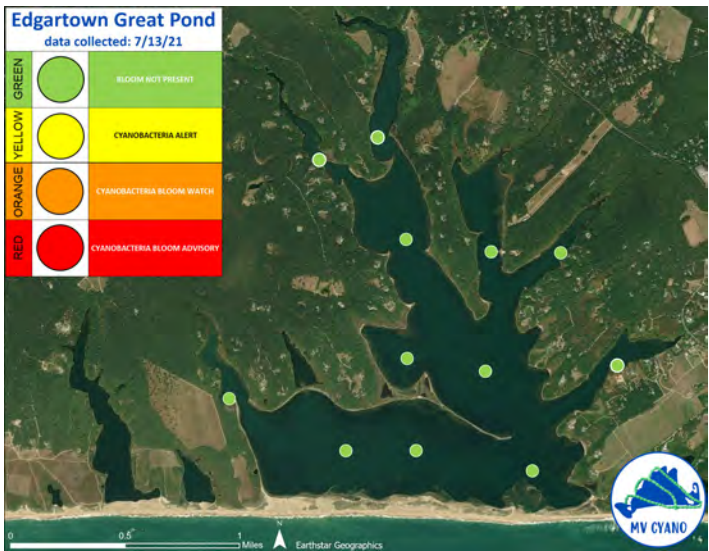 Edgartown Great Pond
data collected: 7/13/21
GREEN
BLOOM NOT PRESENT
YELLOW
CYANOBACTERIA ALERT
ORANGE
CYANOBACTERIA BLOOM WATCH
RED
CYANOBACTERIA BLOOM ADVISORY
MV CYANO
0 0.5 1 Miles
N
Earthstar Geographics